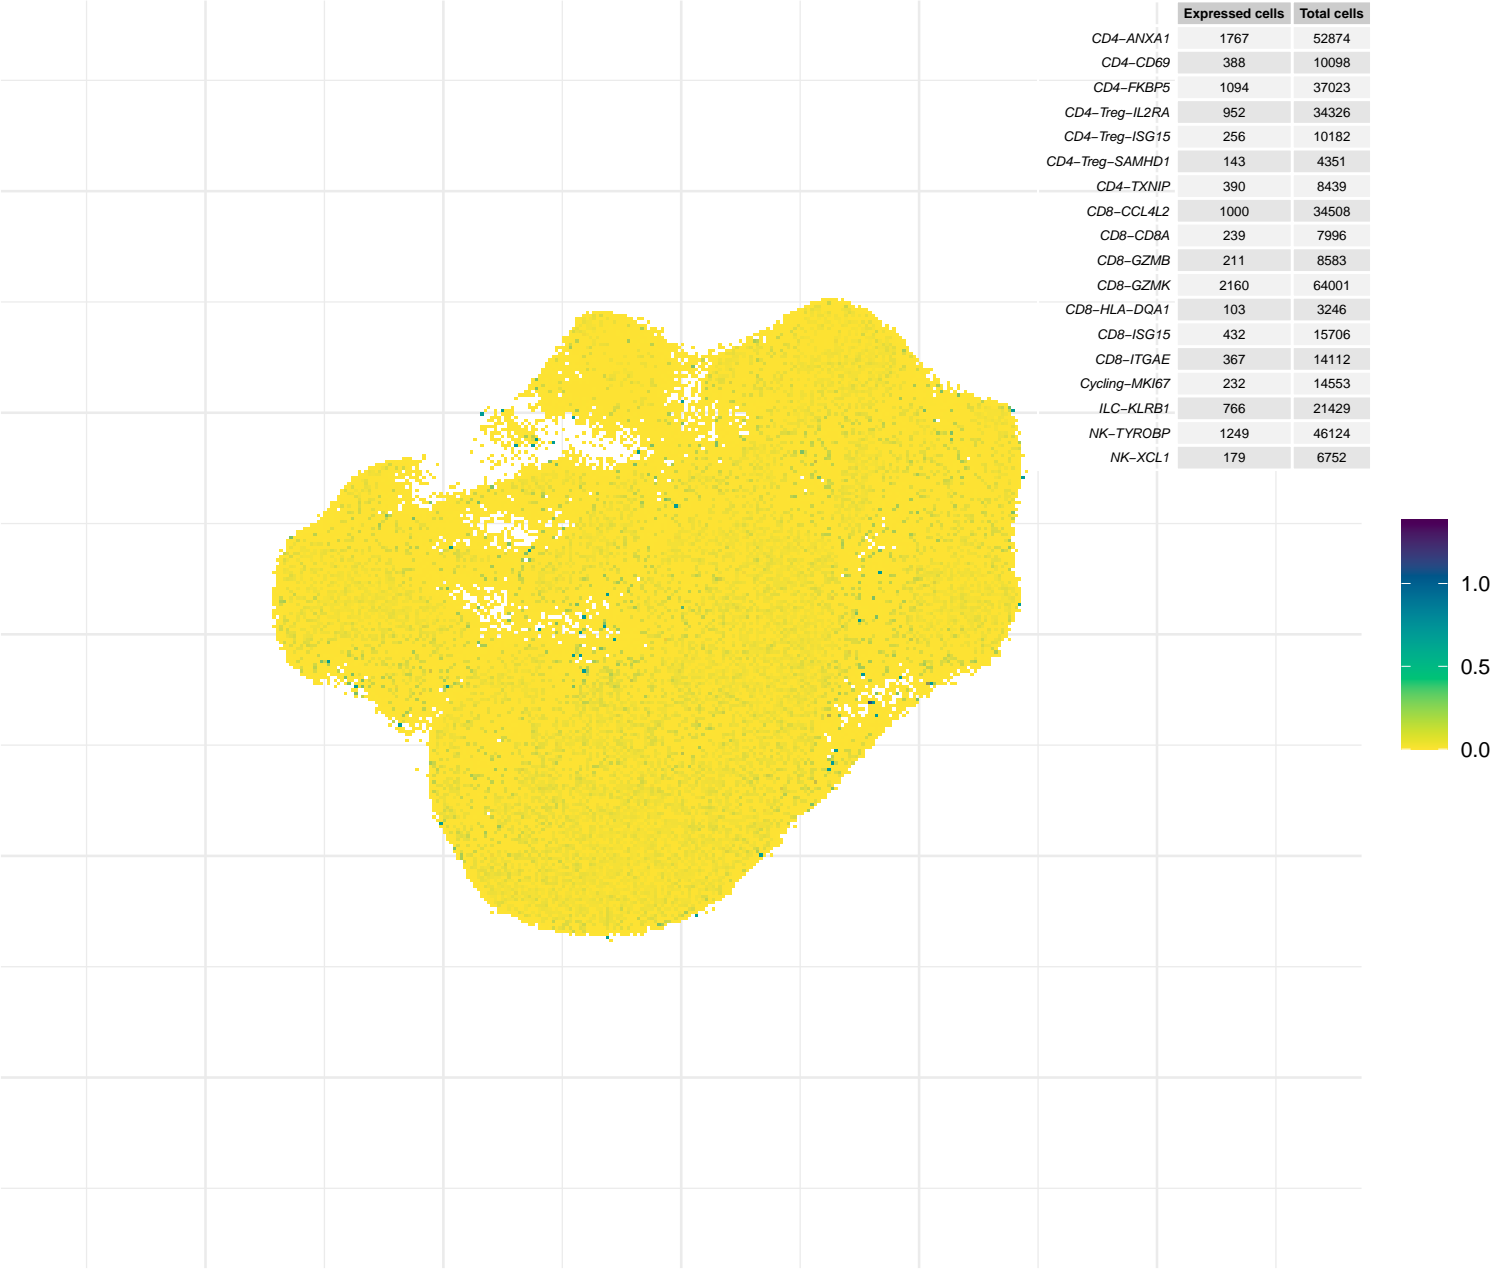 Expressed cells Total cells
CD4−ANXA1 1767 52874
CD4−CD69 388 10098
CD4−FKBP5 1094 37023
CD4−Treg−IL2RA 952 34326
CD4−Treg−ISG15 256 10182
CD4−Treg−SAMHD1 143 4351
CD4−TXNIP 390 8439
CD8−CCL4L2 1000 34508
CD8−CD8A 239 7996
CD8−GZMB 211 8583
CD8−GZMK 2160 64001
CD8−HLA−DQA1 103 3246
CD8−ISG15 432 15706
CD8−ITGAE 367 14112
Cycling−MKI67 232 14553
ILC−KLRB1 766 21429
NK−TYROBP 1249 46124
NK−XCL1 179 6752
1.0
0.5
0.0